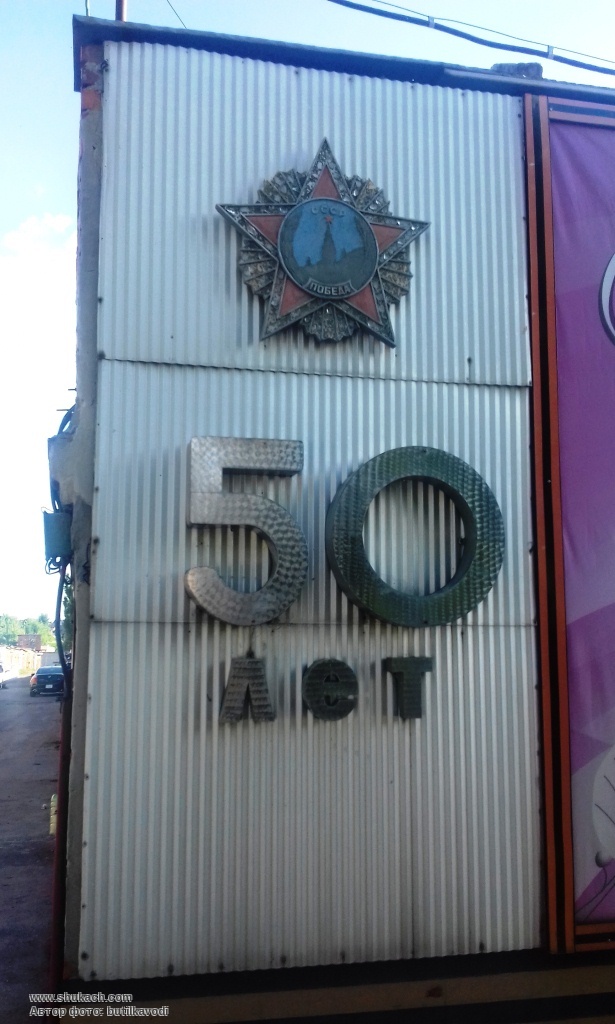 СССР
ПОБЕДА
50
ЛЕТ
www.shukach.com
Автор фото: butilkavodi